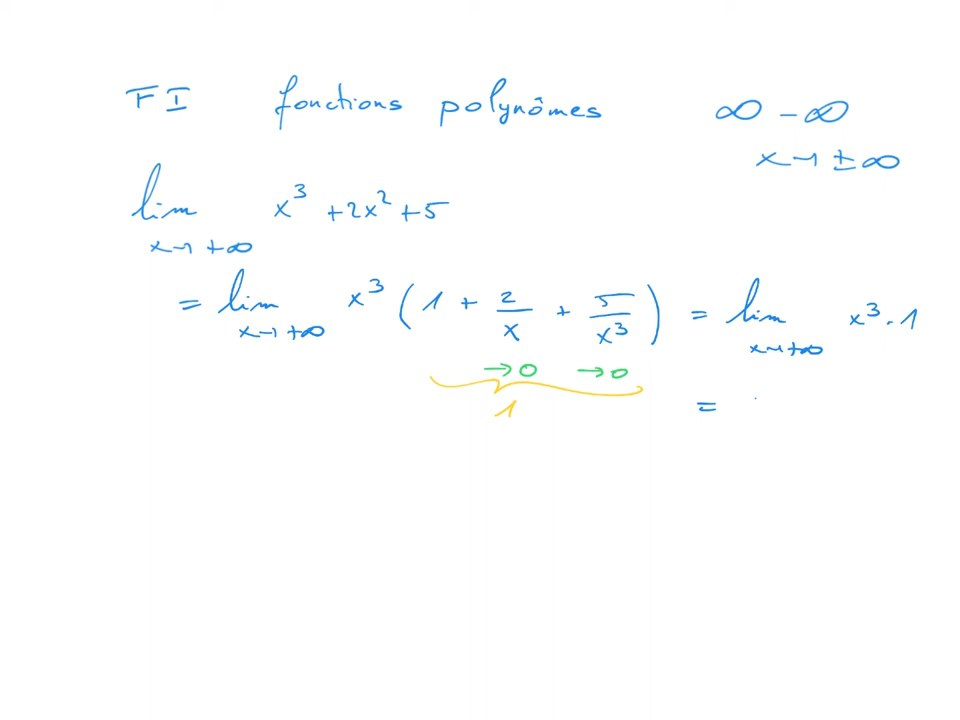 FI fonctions polynômes ∞ - ∞
x→ ±∞
lim x³ + 2x² + 5
x→ +∞
= lim x³ ( 1 + 2/x + 5/x³ ) = lim x³ · 1
x→ +∞ x→ +∞
→0 →0
1 =